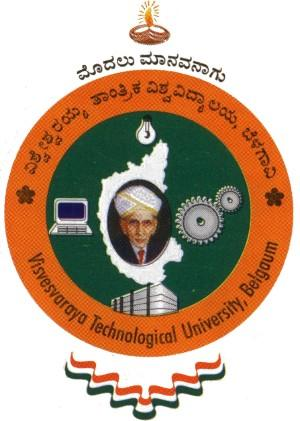 ಮೊದಲು ಮಾನವನಾಗು
ವಿಶ್ವೇಶ್ವರಯ್ಯ ತಾಂತ್ರಿಕ ವಿಶ್ವವಿದ್ಯಾಲಯ, ಬೆಳಗಾವಿ
Visvesvaraya Technological University, Belgaum